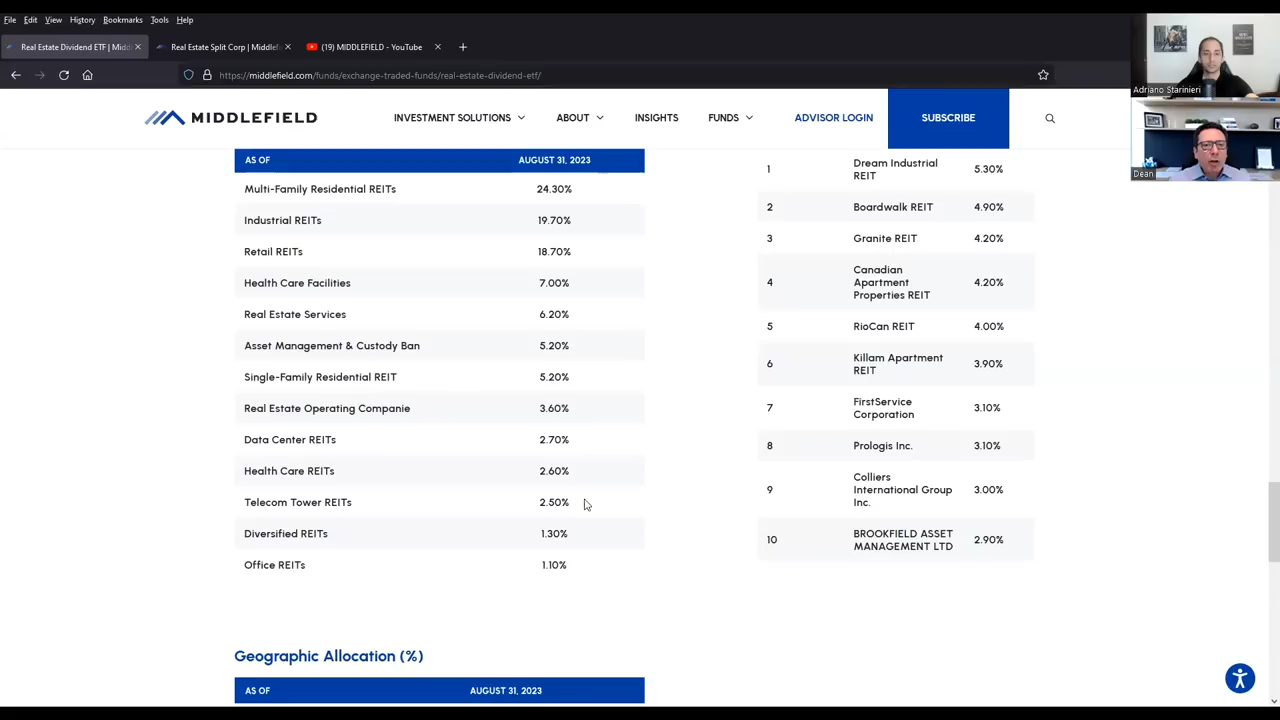 File Edit View History Bookmarks Tools Help
Real Estate Dividend ETF | Midd
Real Estate Split Corp | Middlef
(19) MIDDLEFIELD - YouTube
https://middlefield.com/funds/exchange-traded-funds/real-estate-dividend-etf/
Adriano Starinieri
Dean
MIDDLEFIELD
INVESTMENT SOLUTIONS
ABOUT
INSIGHTS
FUNDS
ADVISOR LOGIN
SUBSCRIBE
AS OF AUGUST 31, 2023
Multi-Family Residential REITs 24.30%
Industrial REITs 19.70%
Retail REITs 18.70%
Health Care Facilities 7.00%
Real Estate Services 6.20%
Asset Management & Custody Ban 5.20%
Single-Family Residential REIT 5.20%
Real Estate Operating Companie 3.60%
Data Center REITs 2.70%
Health Care REITs 2.60%
Telecom Tower REITs 2.50%
Diversified REITs 1.30%
Office REITs 1.10%
1 Dream Industrial 5.30%
REIT
2 Boardwalk REIT 4.90%
3 Granite REIT 4.20%
4 Canadian
Apartment 4.20%
Properties REIT
5 RioCan REIT 4.00%
6 Killam Apartment 3.90%
REIT
7 FirstService 3.10%
Corporation
8 Prologis Inc. 3.10%
9 Colliers
International Group 3.00%
Inc.
10 BROOKFIELD ASSET 2.90%
MANAGEMENT LTD
Geographic Allocation (%)
AS OF AUGUST 31, 2023